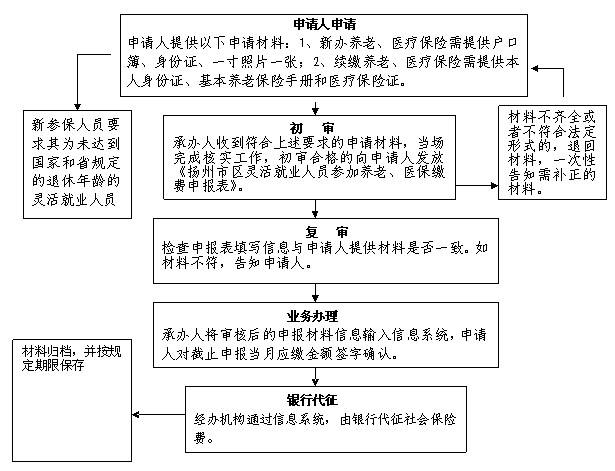 申请人申请
申请人提供以下申请材料：1、新办养老、医疗保险需提供户口
簿、身份证、一寸照片一张；2、续缴养老、医疗保险需提供本
人身份证、基本养老保险手册和医疗保险证。
新参保人员要
求其为未达到
国家和省规定
的退休年龄的
灵活就业人员
初　审
承办人收到符合上述要求的申请材料，当场
完成核实工作，初审合格的向申请人发放
《扬州市区灵活就业人员参加养老、医保缴
费申报表》。
材料不齐全或
者不符合法定
形式的，退回
材料，一次性
告知需补正的
材料。
复　审
检查申报表填写信息与申请人提供材料是否一致。如
材料不符，告知申请人。
业务办理
承办人将审核后的申报材料信息输入信息系统，申请
人对截止申报当月应缴金额签字确认。
材料归档，并按规
定期限保存
银行代征
经办机构通过信息系统，由银行代征社会保险
费。